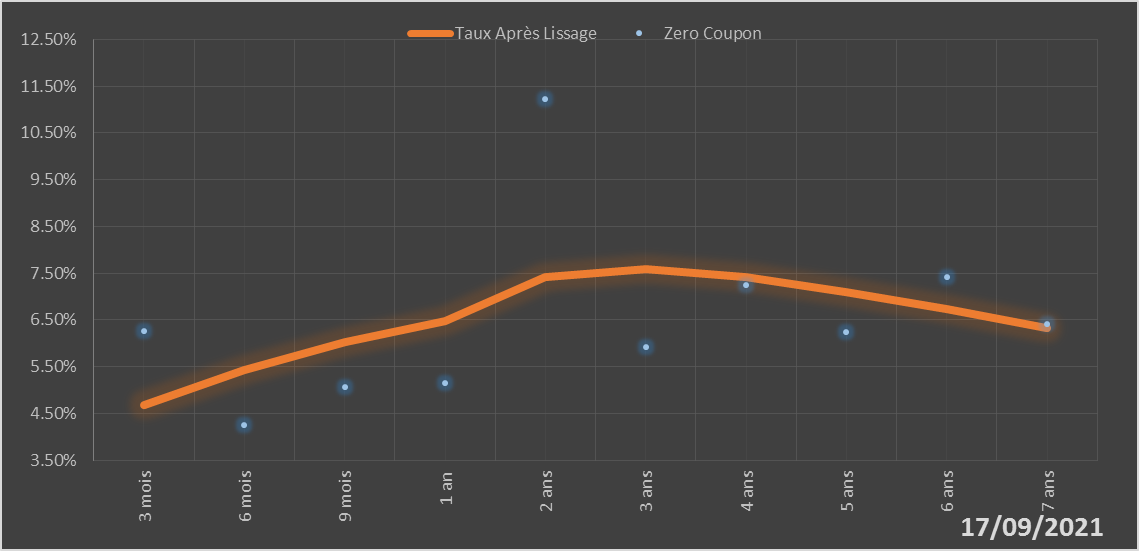 Taux Après Lissage Zero Coupon
12.50%
11.50%
10.50%
9.50%
8.50%
7.50%
6.50%
5.50%
4.50%
3.50%
3 mois
6 mois
9 mois
1 an
2 ans
3 ans
4 ans
5 ans
6 ans
7 ans
17/09/2021